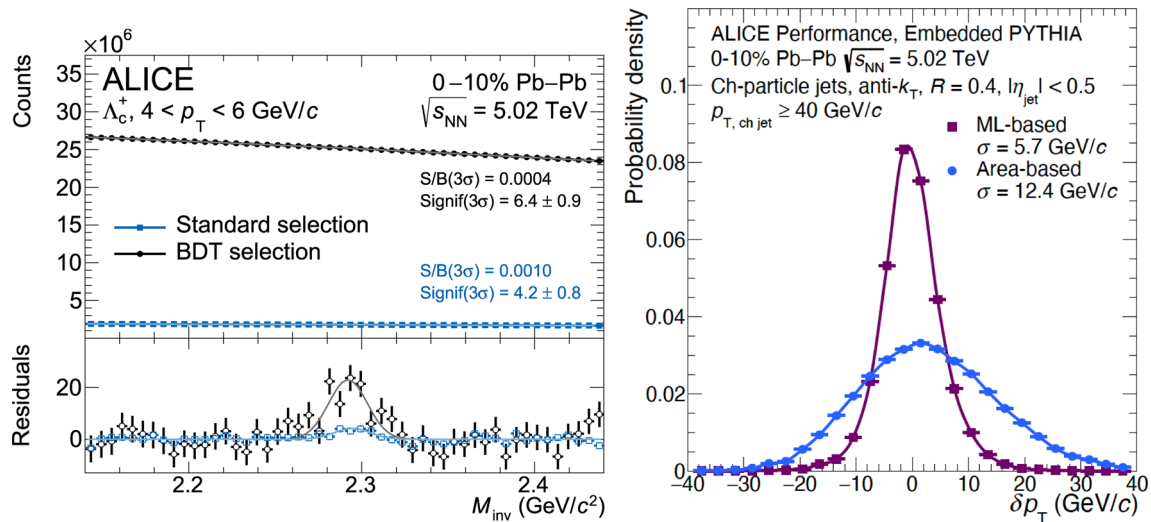 ×10⁶
Counts
35
30
25
20
15
10
5
ALICE
Λc⁺, 4 < pT < 6 GeV/c
0−10% Pb−Pb
√sNN = 5.02 TeV
S/B(3σ) = 0.0004
Signif(3σ) = 6.4 ± 0.9
Standard selection
BDT selection
S/B(3σ) = 0.0010
Signif(3σ) = 4.2 ± 0.8
Residuals
20
0
2.2 2.3 2.4
Minv (GeV/c²)
Probability density
0.1
0.08
0.06
0.04
0.02
0
ALICE Performance, Embedded PYTHIA
0-10% Pb−Pb √sNN = 5.02 TeV
Ch-particle jets, anti-kT, R = 0.4, |ηjet| < 0.5
pT, ch jet ≥ 40 GeV/c
ML-based
σ = 5.7 GeV/c
Area-based
σ = 12.4 GeV/c
−40 −30 −20 −10 0 10 20 30 40
δpT (GeV/c)